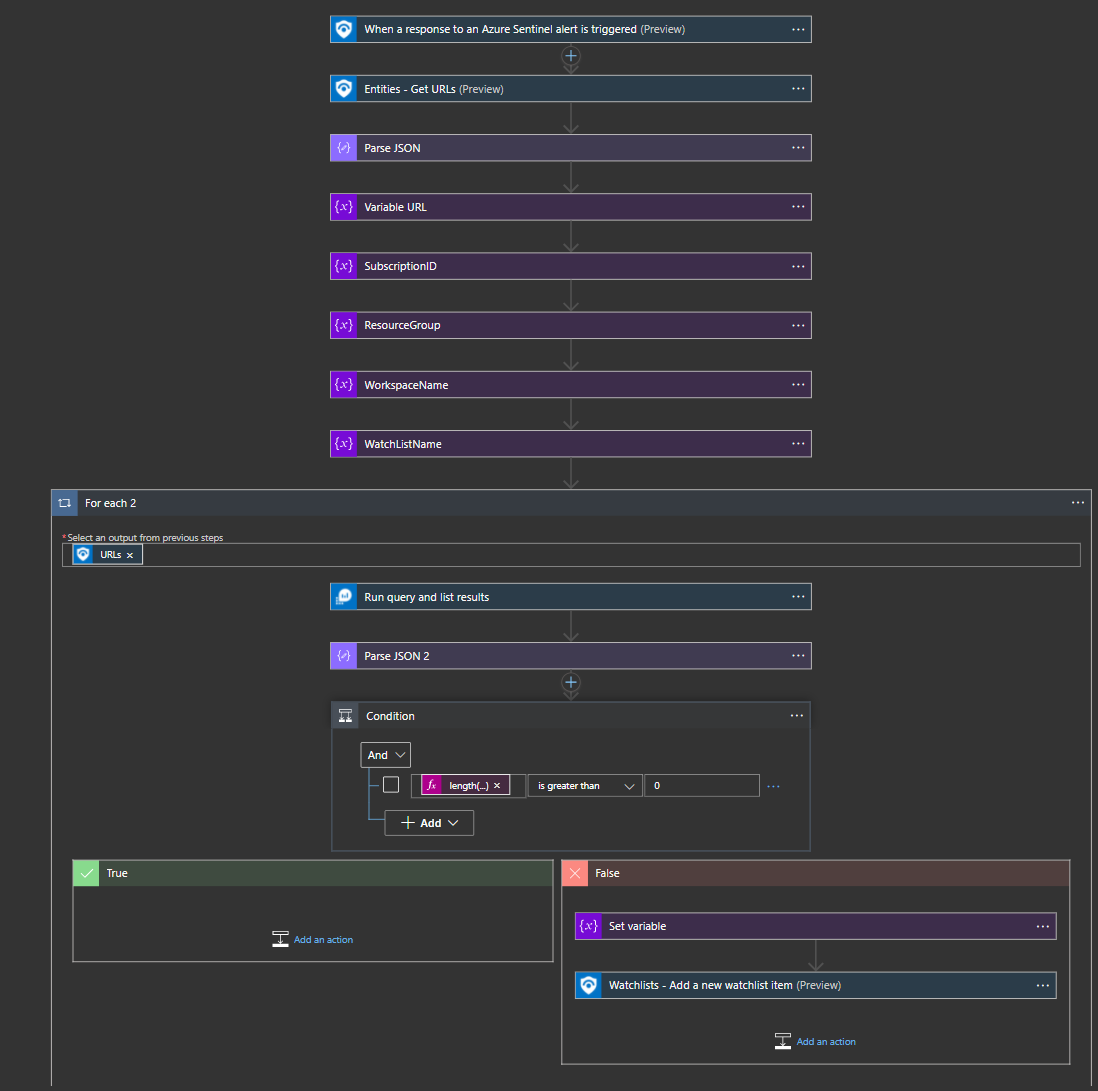 When a response to an Azure Sentinel alert is triggered (Preview)
Entities - Get URLs (Preview)
Parse JSON
{x} Variable URL
{x} SubscriptionID
{x} ResourceGroup
{x} WorkspaceName
{x} WatchListName
For each 2
*Select an output from previous steps
URLs ×
Run query and list results
Parse JSON 2
Condition
And
fx length(...) × is greater than 0
Add
True
False
{x} Set variable
Add an action
Watchlists - Add a new watchlist item (Preview)
Add an action